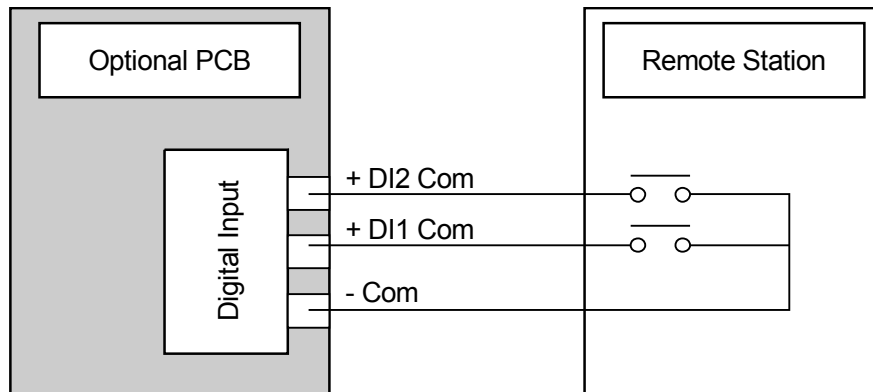 Optional PCB
Remote Station
Digital Input
+ DI2 Com
+ DI1 Com
- Com